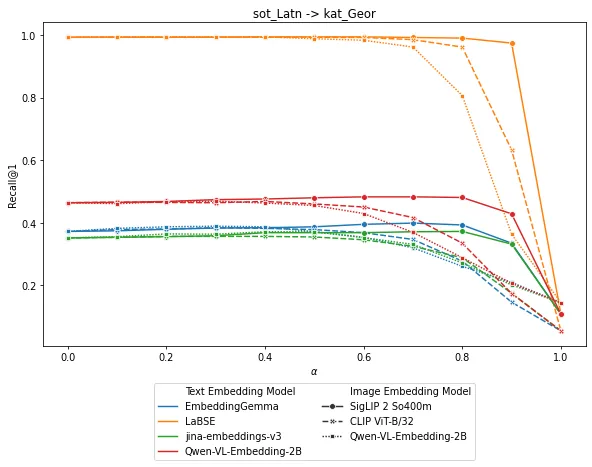 sot_Latn -> kat_Geor
Recall@1
1.0
0.8
0.6
0.4
0.2
0.0 0.2 0.4 0.6 0.8 1.0
α
Text Embedding Model
EmbeddingGemma
LaBSE
jina-embeddings-v3
Qwen-VL-Embedding-2B
Image Embedding Model
SigLIP 2 So400m
CLIP ViT-B/32
Qwen-VL-Embedding-2B